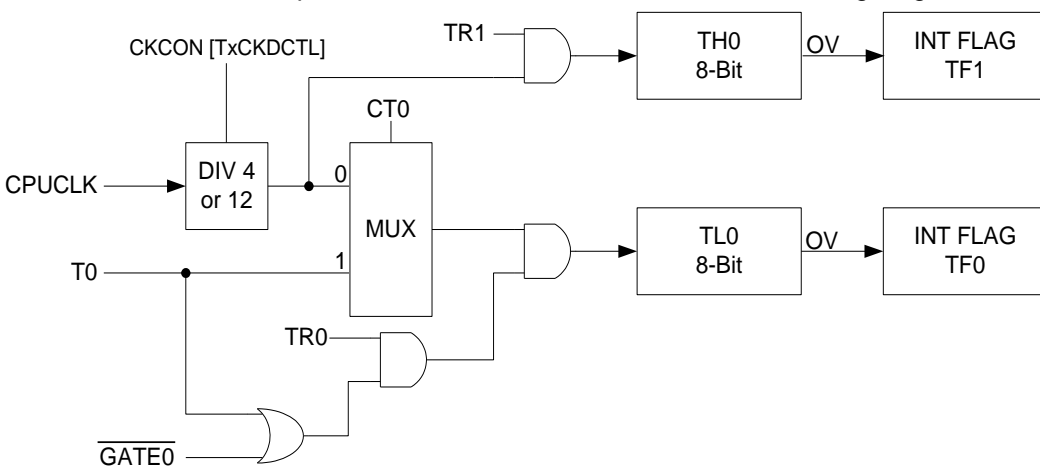 TR1
TH0
8-Bit
OV
INT FLAG
TF1
CKCON [TxCKDCTL]
CT0
CPUCLK
DIV 4
or 12
0
MUX
1
T0
TL0
8-Bit
OV
INT FLAG
TF0
TR0
GATE0